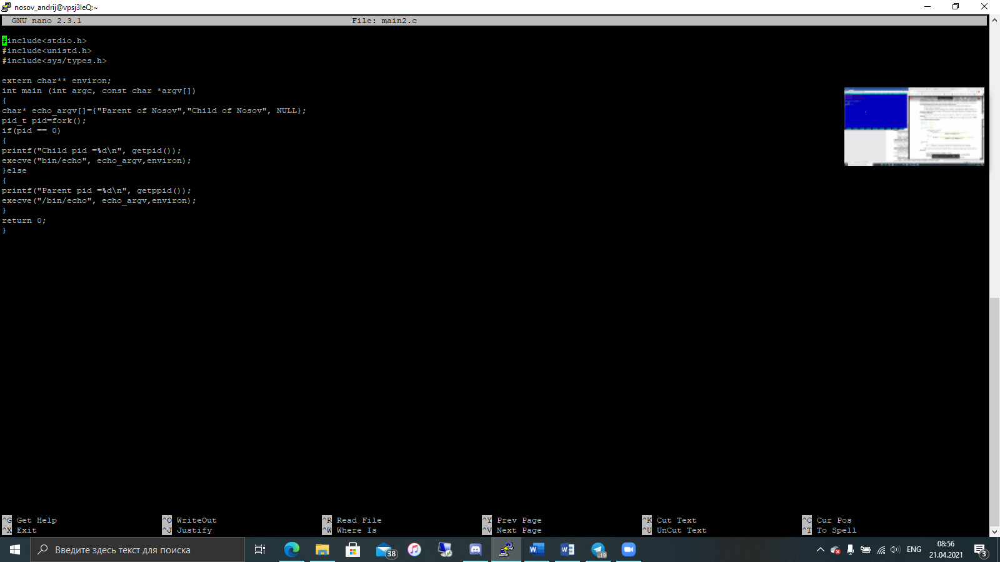 nosov_andrij@vpsj3leQ:~
GNU nano 2.3.1 File: main2.c
#include<stdio.h>
#include<unistd.h>
#include<sys/types.h>
extern char** environ;
int main (int argc, const char *argv[])
{
char* echo_argv[]={"Parent of Nosov","Child of Nosov", NULL};
pid_t pid=fork();
if(pid == 0)
{
printf("Child pid =%d\n", getpid());
execve("bin/echo", echo_argv,environ);
}else
{
printf("Parent pid =%d\n", getppid());
execve("/bin/echo", echo_argv,environ);
}
return 0;
}
^G Get Help ^O WriteOut ^R Read File ^Y Prev Page ^K Cut Text ^C Cur Pos
^X Exit ^J Justify ^W Where Is ^V Next Page ^U UnCut Text ^T To Spell
Введите здесь текст для поиска 38 .19 ENG 08:56
21.04.2021 3